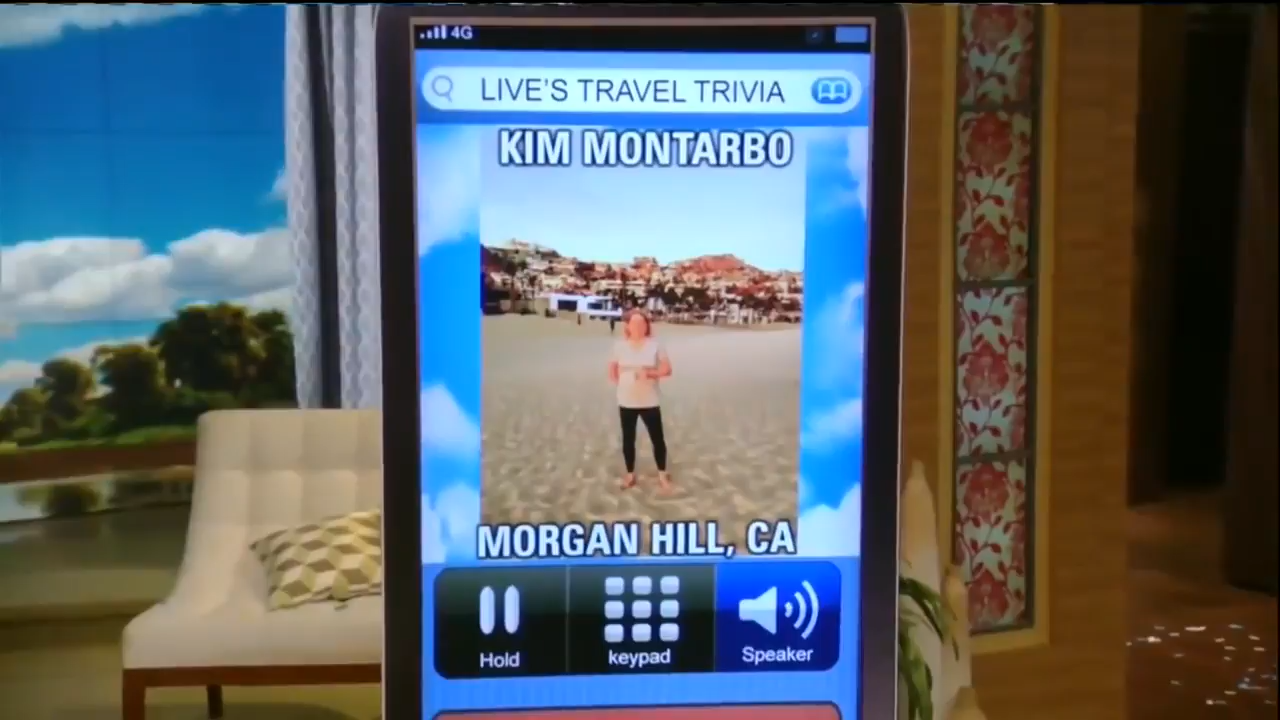 4G
LIVE'S TRAVEL TRIVIA
KIM MONTARBO
MORGAN HILL, CA
Hold
keypad
Speaker